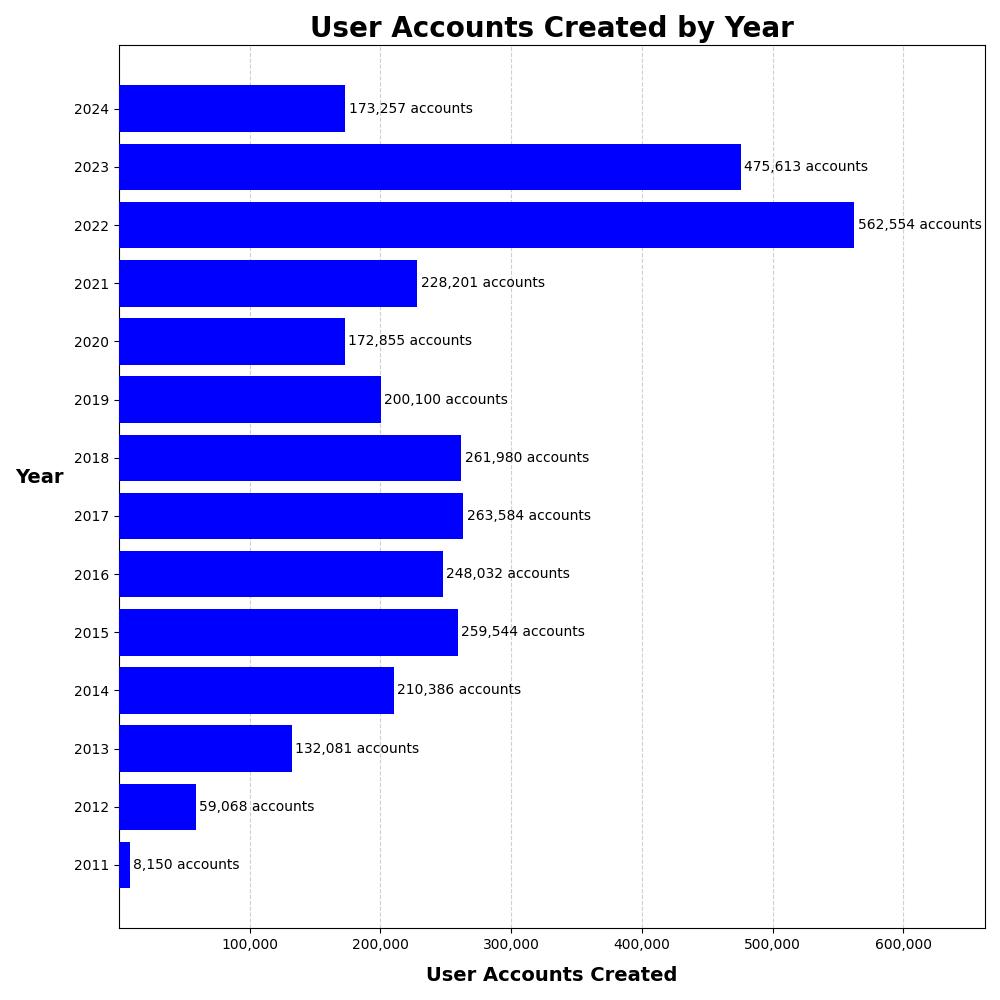 User Accounts Created by Year
2024
173,257 accounts
2023
475,613 accounts
2022
562,554 accounts
2021
228,201 accounts
2020
172,855 accounts
2019
200,100 accounts
2018
261,980 accounts
Year
2017
263,584 accounts
2016
248,032 accounts
2015
259,544 accounts
2014
210,386 accounts
2013
132,081 accounts
2012
59,068 accounts
2011
8,150 accounts
100,000 200,000 300,000 400,000 500,000 600,000
User Accounts Created